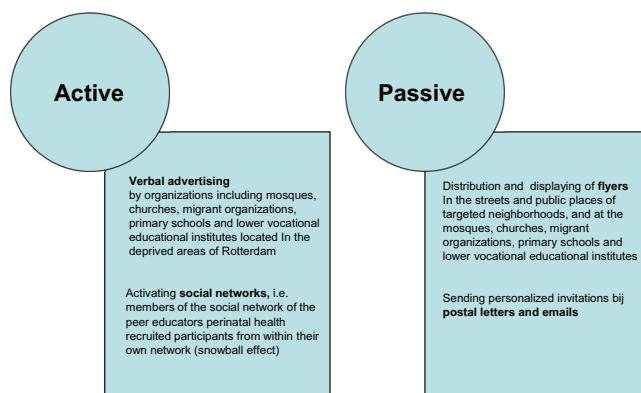 Active
Verbal advertising
by organizations including mosques,
churches, migrant organizations,
primary schools and lower vocational
educational institutes located In the
deprived areas of Rotterdam
Activating social networks, i.e.
members of the social network of the
peer educators perinatal health
recruited participants from within their
own network (snowball effect)
Passive
Distribution and displaying of flyers
In the streets and public places of
targeted neighborhoods, and at the
mosques, churches, migrant
organizations, primary schools and
lower vocational educational institutes
Sending personalized invitations bij
postal letters and emails